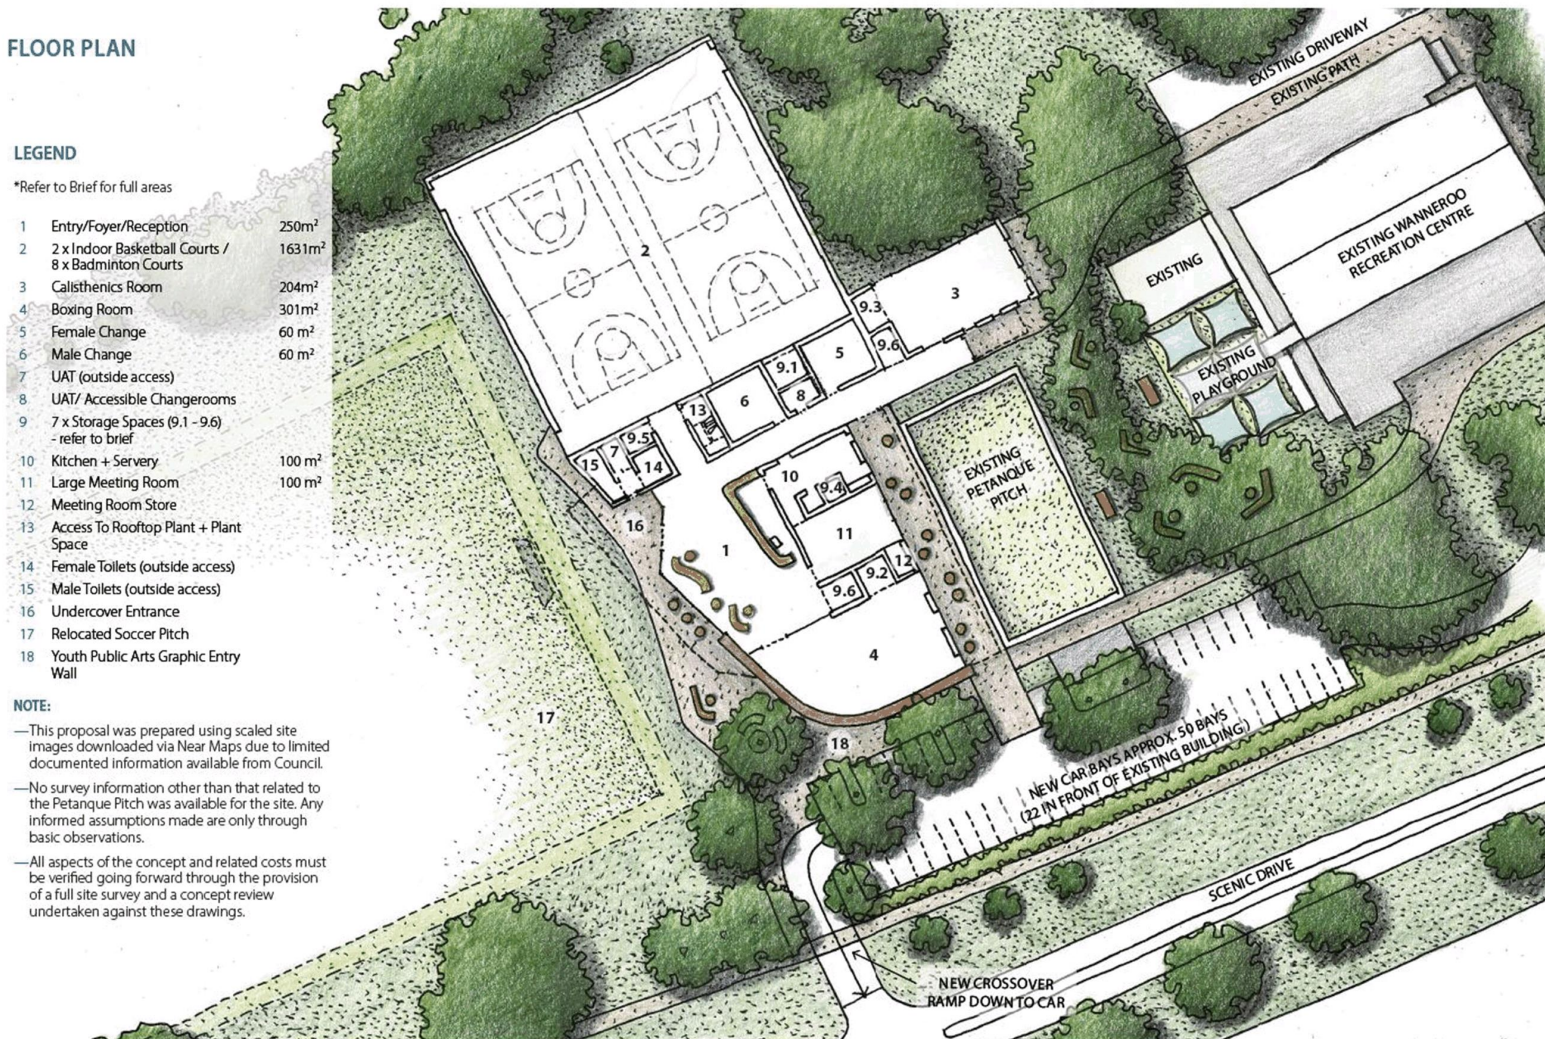 FLOOR PLAN
LEGEND
*Refer to Brief for full areas
1 Entry/Foyer/Reception 250m²
2 2 x Indoor Basketball Courts / 1631m²
8 x Badminton Courts
3 Calisthenics Room 204m²
4 Boxing Room 301m²
5 Female Change 60 m²
6 Male Change 60 m²
7 UAT (outside access)
8 UAT/ Accessible Changerooms
9 7 x Storage Spaces (9.1 - 9.6)
- refer to brief
10 Kitchen + Servery 100 m²
11 Large Meeting Room 100 m²
12 Meeting Room Store
13 Access To Rooftop Plant + Plant
Space
14 Female Toilets (outside access)
15 Male Toilets (outside access)
16 Undercover Entrance
17 Relocated Soccer Pitch
18 Youth Public Arts Graphic Entry
Wall
NOTE:
—This proposal was prepared using scaled site
images downloaded via Near Maps due to limited
documented information available from Council.
—No survey information other than that related to
the Petanque Pitch was available for the site. Any
informed assumptions made are only through
basic observations.
—All aspects of the concept and related costs must
be verified going forward through the provision
of a full site survey and a concept review
undertaken against these drawings.
EXISTING DRIVEWAY
EXISTING PATH
EXISTING WANNEROO
RECREATION CENTRE
EXISTING
EXISTING
PLAYGROUND
2
3
9.3
9.6
5
9.1
8
6
13
9.5
7
15
14
10
9.4
11
12
9.2
9.6
1
16
4
17
18
EXISTING
PETANQUE
PITCH
NEW CAR BAYS APPROX. 50 BAYS
(22 IN FRONT OF EXISTING BUILDING)
SCENIC DRIVE
NEW CROSSOVER
RAMP DOWN TO CAR